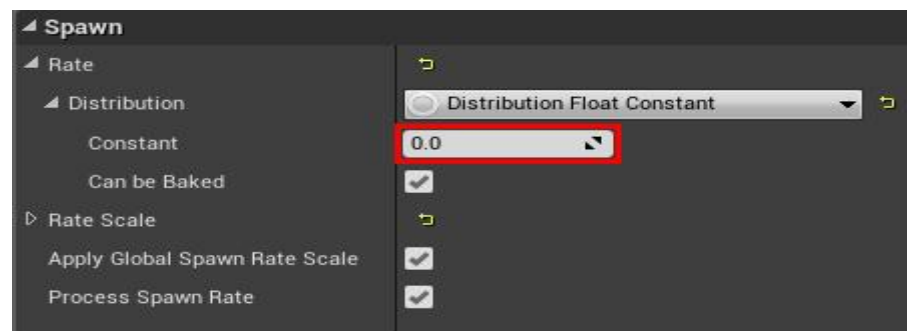 Spawn
Rate
Distribution Distribution Float Constant
Constant 0.0
Can be Baked
Rate Scale
Apply Global Spawn Rate Scale
Process Spawn Rate